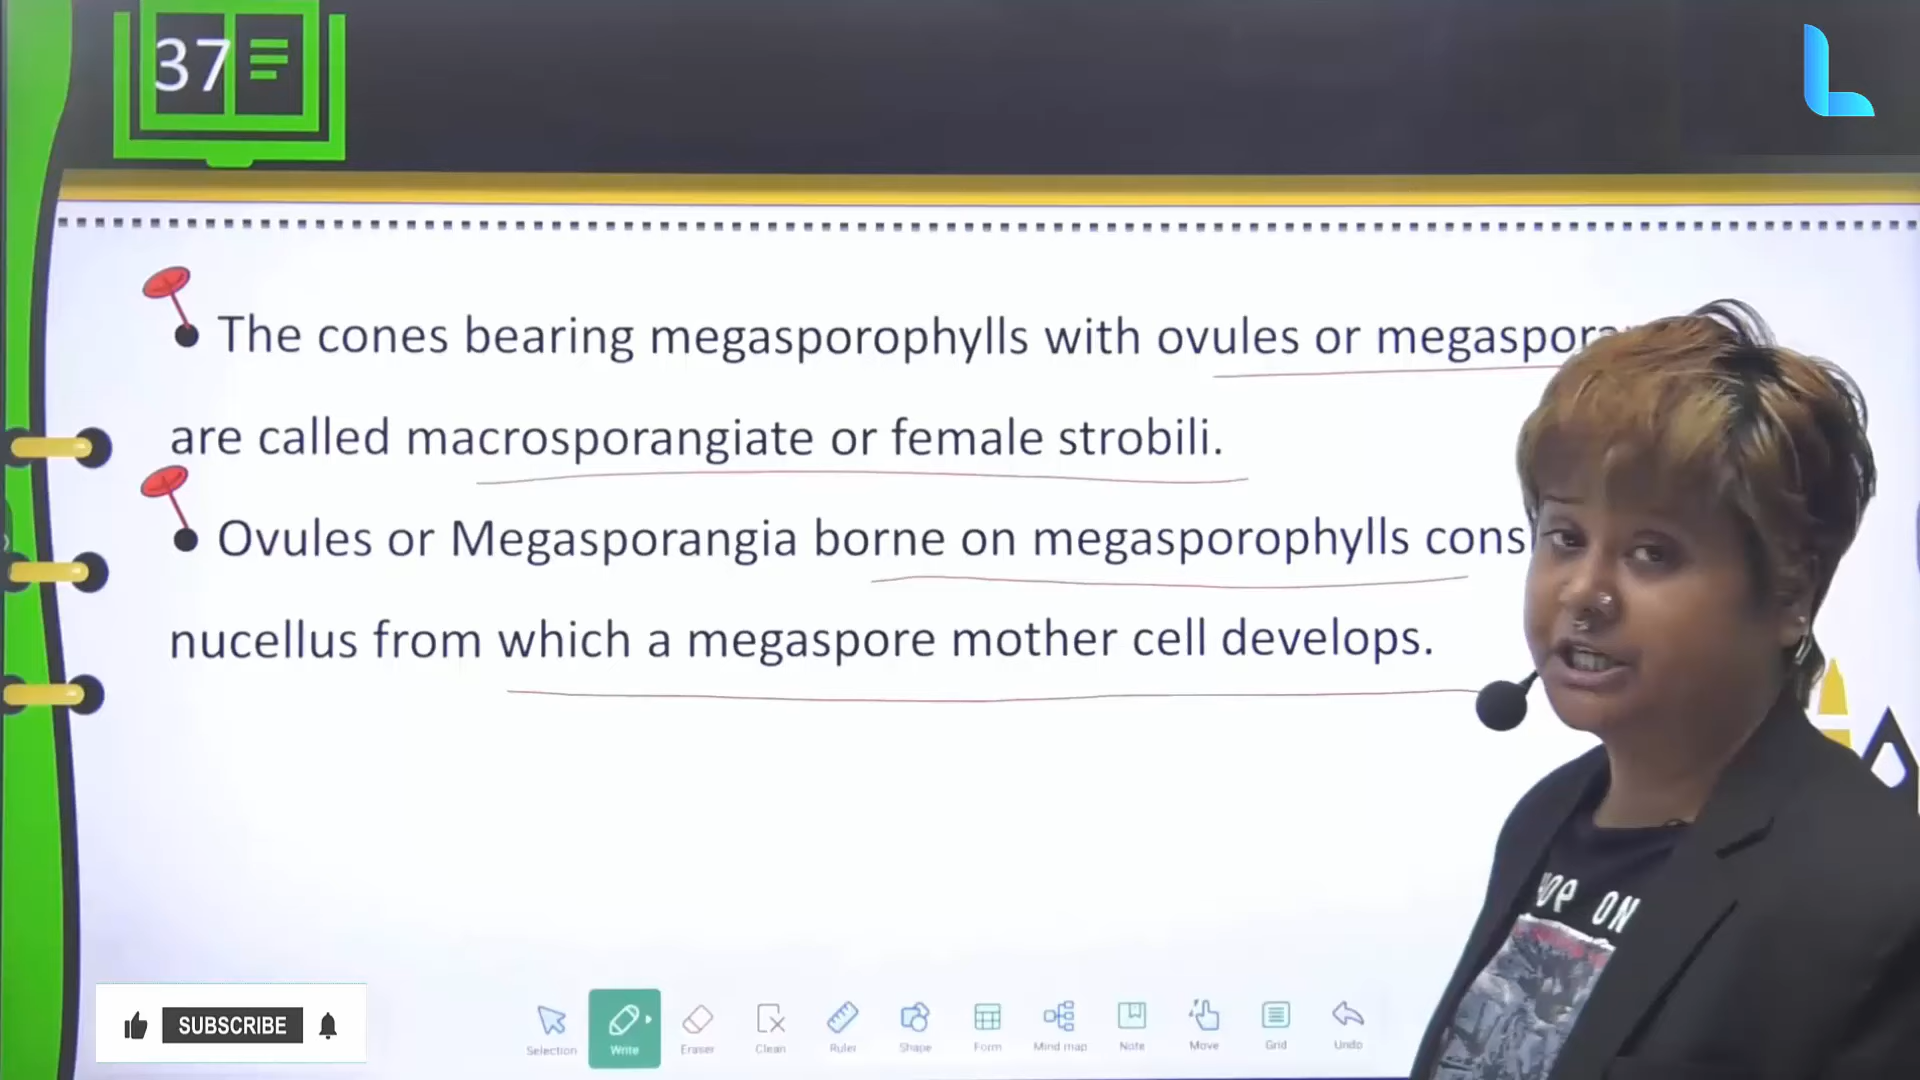 37
The cones bearing megasporophylls with ovules or
are called macrosporangiate or female strobili.
Ovules or Megasporangia borne on megasporophylls
nucellus from which a megaspore mother cell develops.
ON
SUBSCRIBE
Selection Write Eraser Clean Ruler Shape Form Mind map Note Move Grid Undo